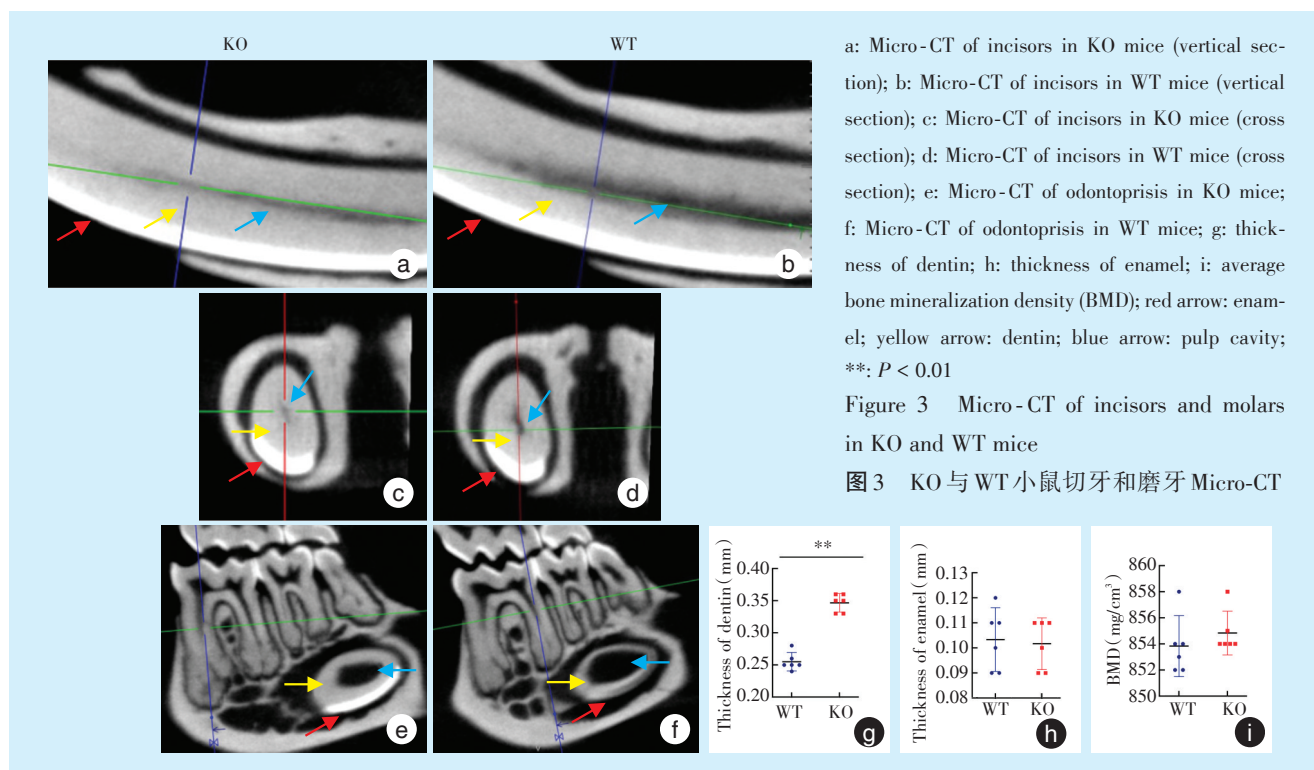 KO
WT
a: Micro-CT of incisors in KO mice (vertical sec-
tion); b: Micro-CT of incisors in WT mice (vertical
section); c: Micro-CT of incisors in KO mice (cross
section); d: Micro-CT of incisors in WT mice (cross
section); e: Micro-CT of odontoprisis in KO mice;
f: Micro-CT of odontoprisis in WT mice; g: thick-
ness of dentin; h: thickness of enamel; i: average
bone mineralization density (BMD); red arrow: enam-
el; yellow arrow: dentin; blue arrow: pulp cavity;
**: P < 0.01
Figure 3 Micro-CT of incisors and molars
in KO and WT mice
图3 KO与WT小鼠切牙和磨牙Micro-CT
a
b
c
d
e
f
Thickness of dentin(mm)
0.40
0.35
0.30
0.25
0.20
**
WT
KO
g
Thickness of enamel(mm)
0.13
0.12
0.11
0.10
0.09
0.08
WT
KO
h
BMD(mg/cm³)
860
858
856
854
852
850
WT
KO
i